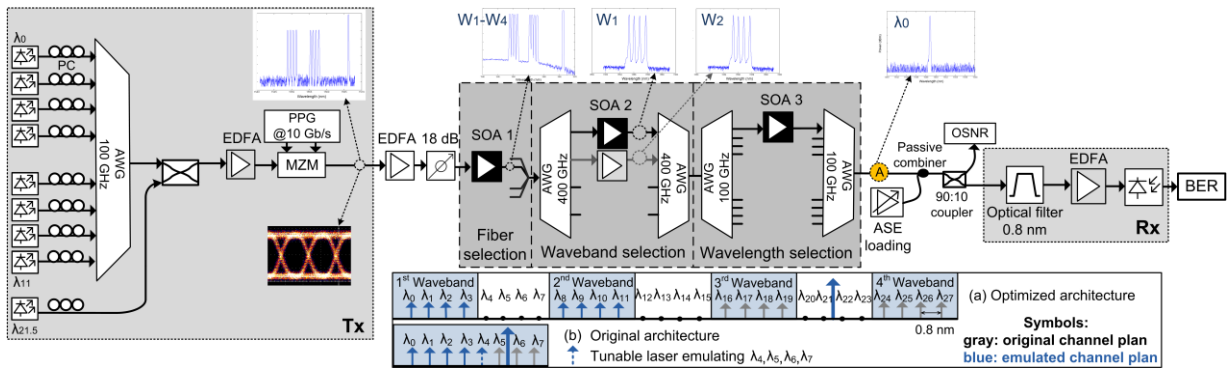 λ0
PC
λ11
λ21.5
AWG
100 GHz
EDFA
PPG
@10 Gb/s
MZM
Tx
EDFA
18 dB
W1-W4
W1
W2
λ0
SOA 1
Fiber
selection
AWG
400 GHz
SOA 2
400 GHz
AWG
Waveband selection
AWG
100 GHz
SOA 3
AWG
100 GHz
Wavelength selection
A
Passive
combiner
ASE
loading
OSNR
90:10
coupler
Optical filter
0.8 nm
EDFA
Rx
BER
1st Waveband
2nd Waveband
3rd Waveband
4th Waveband
λ0 λ1 λ2 λ3 λ4 λ5 λ6 λ7 λ8 λ9 λ10 λ11 λ12 λ13 λ14 λ15 λ16 λ17 λ18 λ19 λ20 λ21 λ22 λ23 λ24 λ25 λ26 λ27
(a) Optimized architecture
0.8 nm
λ0 λ1 λ2 λ3 λ4 λ5 λ6 λ7
(b) Original architecture
Tunable laser emulating λ4,λ5,λ6,λ7
Symbols:
gray: original channel plan
blue: emulated channel plan